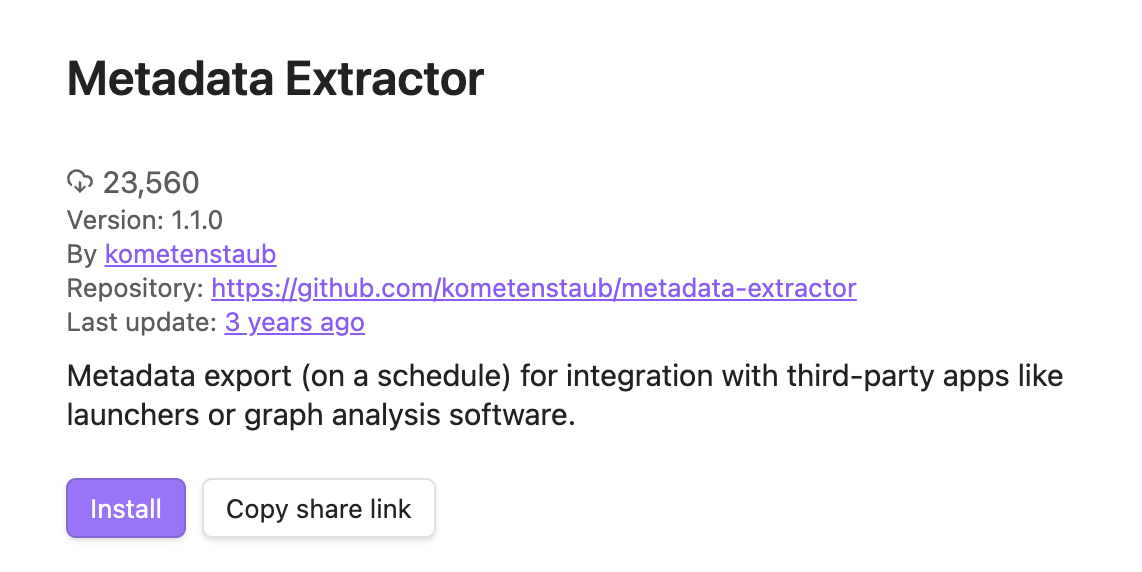 Metadata Extractor
23,560
Version: 1.1.0
By kometenstaub
Repository: https://github.com/kometenstaub/metadata-extractor
Last update: 3 years ago
Metadata export (on a schedule) for integration with third-party apps like
launchers or graph analysis software.
Install
Copy share link